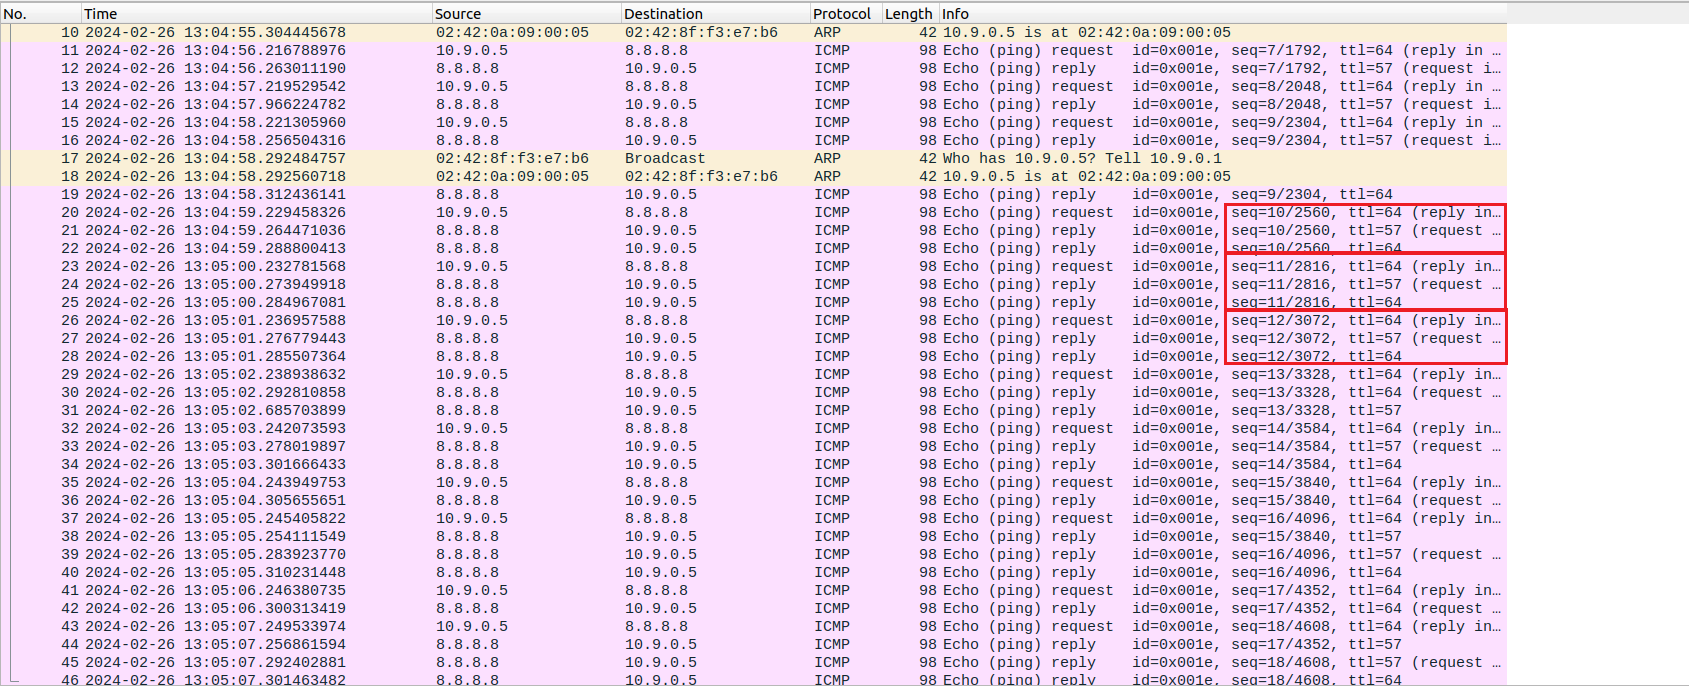 No. Time Source Destination Protocol Length Info
10 2024-02-26 13:04:55.304445678 02:42:0a:09:00:05 02:42:8f:f3:e7:b6 ARP 42 10.9.0.5 is at 02:42:0a:09:00:05
11 2024-02-26 13:04:56.216788976 10.9.0.5 8.8.8.8 ICMP 98 Echo (ping) request id=0x001e, seq=7/1792, ttl=64 (reply in …
12 2024-02-26 13:04:56.263011190 8.8.8.8 10.9.0.5 ICMP 98 Echo (ping) reply id=0x001e, seq=7/1792, ttl=57 (request i…
13 2024-02-26 13:04:57.219529542 10.9.0.5 8.8.8.8 ICMP 98 Echo (ping) request id=0x001e, seq=8/2048, ttl=64 (reply in …
14 2024-02-26 13:04:57.966224782 8.8.8.8 10.9.0.5 ICMP 98 Echo (ping) reply id=0x001e, seq=8/2048, ttl=57 (request i…
15 2024-02-26 13:04:58.221305960 10.9.0.5 8.8.8.8 ICMP 98 Echo (ping) request id=0x001e, seq=9/2304, ttl=64 (reply in …
16 2024-02-26 13:04:58.256504316 8.8.8.8 10.9.0.5 ICMP 98 Echo (ping) reply id=0x001e, seq=9/2304, ttl=57 (request i…
17 2024-02-26 13:04:58.292484757 02:42:8f:f3:e7:b6 Broadcast ARP 42 Who has 10.9.0.5? Tell 10.9.0.1
18 2024-02-26 13:04:58.292560718 02:42:0a:09:00:05 02:42:8f:f3:e7:b6 ARP 42 10.9.0.5 is at 02:42:0a:09:00:05
19 2024-02-26 13:04:58.312436141 8.8.8.8 10.9.0.5 ICMP 98 Echo (ping) reply id=0x001e, seq=9/2304, ttl=64
20 2024-02-26 13:04:59.229458326 10.9.0.5 8.8.8.8 ICMP 98 Echo (ping) request id=0x001e, seq=10/2560, ttl=64 (reply in…
21 2024-02-26 13:04:59.264471036 8.8.8.8 10.9.0.5 ICMP 98 Echo (ping) reply id=0x001e, seq=10/2560, ttl=57 (request …
22 2024-02-26 13:04:59.288800413 8.8.8.8 10.9.0.5 ICMP 98 Echo (ping) reply id=0x001e, seq=10/2560, ttl=64
23 2024-02-26 13:05:00.232781568 10.9.0.5 8.8.8.8 ICMP 98 Echo (ping) request id=0x001e, seq=11/2816, ttl=64 (reply in…
24 2024-02-26 13:05:00.273949918 8.8.8.8 10.9.0.5 ICMP 98 Echo (ping) reply id=0x001e, seq=11/2816, ttl=57 (request …
25 2024-02-26 13:05:00.284967081 8.8.8.8 10.9.0.5 ICMP 98 Echo (ping) reply id=0x001e, seq=11/2816, ttl=64
26 2024-02-26 13:05:01.236957588 10.9.0.5 8.8.8.8 ICMP 98 Echo (ping) request id=0x001e, seq=12/3072, ttl=64 (reply in…
27 2024-02-26 13:05:01.276779443 8.8.8.8 10.9.0.5 ICMP 98 Echo (ping) reply id=0x001e, seq=12/3072, ttl=57 (request …
28 2024-02-26 13:05:01.285507364 8.8.8.8 10.9.0.5 ICMP 98 Echo (ping) reply id=0x001e, seq=12/3072, ttl=64
29 2024-02-26 13:05:02.238938632 10.9.0.5 8.8.8.8 ICMP 98 Echo (ping) request id=0x001e, seq=13/3328, ttl=64 (reply in…
30 2024-02-26 13:05:02.292810858 8.8.8.8 10.9.0.5 ICMP 98 Echo (ping) reply id=0x001e, seq=13/3328, ttl=64 (request …
31 2024-02-26 13:05:02.685703899 8.8.8.8 10.9.0.5 ICMP 98 Echo (ping) reply id=0x001e, seq=13/3328, ttl=57
32 2024-02-26 13:05:03.242073593 10.9.0.5 8.8.8.8 ICMP 98 Echo (ping) request id=0x001e, seq=14/3584, ttl=64 (reply in…
33 2024-02-26 13:05:03.278019897 8.8.8.8 10.9.0.5 ICMP 98 Echo (ping) reply id=0x001e, seq=14/3584, ttl=57 (request …
34 2024-02-26 13:05:03.301666433 8.8.8.8 10.9.0.5 ICMP 98 Echo (ping) reply id=0x001e, seq=14/3584, ttl=64
35 2024-02-26 13:05:04.243949753 10.9.0.5 8.8.8.8 ICMP 98 Echo (ping) request id=0x001e, seq=15/3840, ttl=64 (reply in…
36 2024-02-26 13:05:04.305655651 8.8.8.8 10.9.0.5 ICMP 98 Echo (ping) reply id=0x001e, seq=15/3840, ttl=64 (request …
37 2024-02-26 13:05:05.245405822 10.9.0.5 8.8.8.8 ICMP 98 Echo (ping) request id=0x001e, seq=16/4096, ttl=64 (reply in…
38 2024-02-26 13:05:05.254111549 8.8.8.8 10.9.0.5 ICMP 98 Echo (ping) reply id=0x001e, seq=15/3840, ttl=57
39 2024-02-26 13:05:05.283923770 8.8.8.8 10.9.0.5 ICMP 98 Echo (ping) reply id=0x001e, seq=16/4096, ttl=57 (request …
40 2024-02-26 13:05:05.310231448 8.8.8.8 10.9.0.5 ICMP 98 Echo (ping) reply id=0x001e, seq=16/4096, ttl=64
41 2024-02-26 13:05:06.246380735 10.9.0.5 8.8.8.8 ICMP 98 Echo (ping) request id=0x001e, seq=17/4352, ttl=64 (reply in…
42 2024-02-26 13:05:06.300313419 8.8.8.8 10.9.0.5 ICMP 98 Echo (ping) reply id=0x001e, seq=17/4352, ttl=64 (request …
43 2024-02-26 13:05:07.249533974 10.9.0.5 8.8.8.8 ICMP 98 Echo (ping) request id=0x001e, seq=18/4608, ttl=64 (reply in…
44 2024-02-26 13:05:07.256861594 8.8.8.8 10.9.0.5 ICMP 98 Echo (ping) reply id=0x001e, seq=17/4352, ttl=57
45 2024-02-26 13:05:07.292402881 8.8.8.8 10.9.0.5 ICMP 98 Echo (ping) reply id=0x001e, seq=18/4608, ttl=57 (request …
46 2024-02-26 13:05:07.301463482 8.8.8.8 10.9.0.5 ICMP 98 Echo (ping) reply id=0x001e, seq=18/4608, ttl=64